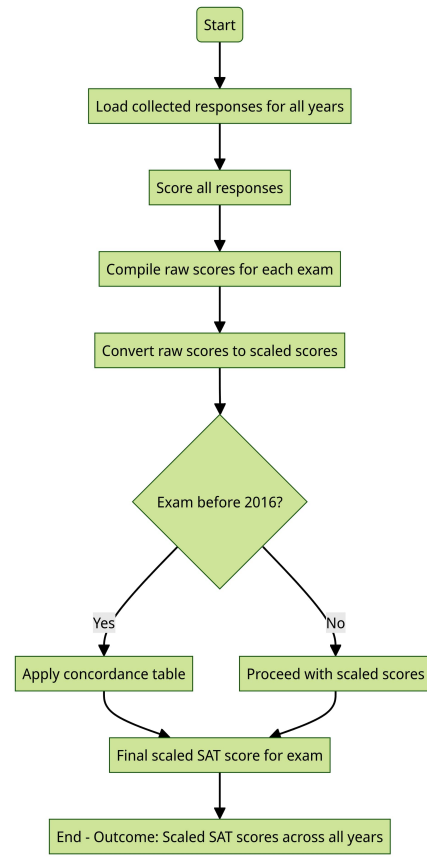 Start
Load collected responses for all years
Score all responses
Compile raw scores for each exam
Convert raw scores to scaled scores
Exam before 2016?
Yes
No
Apply concordance table
Proceed with scaled scores
Final scaled SAT score for exam
End - Outcome: Scaled SAT scores across all years